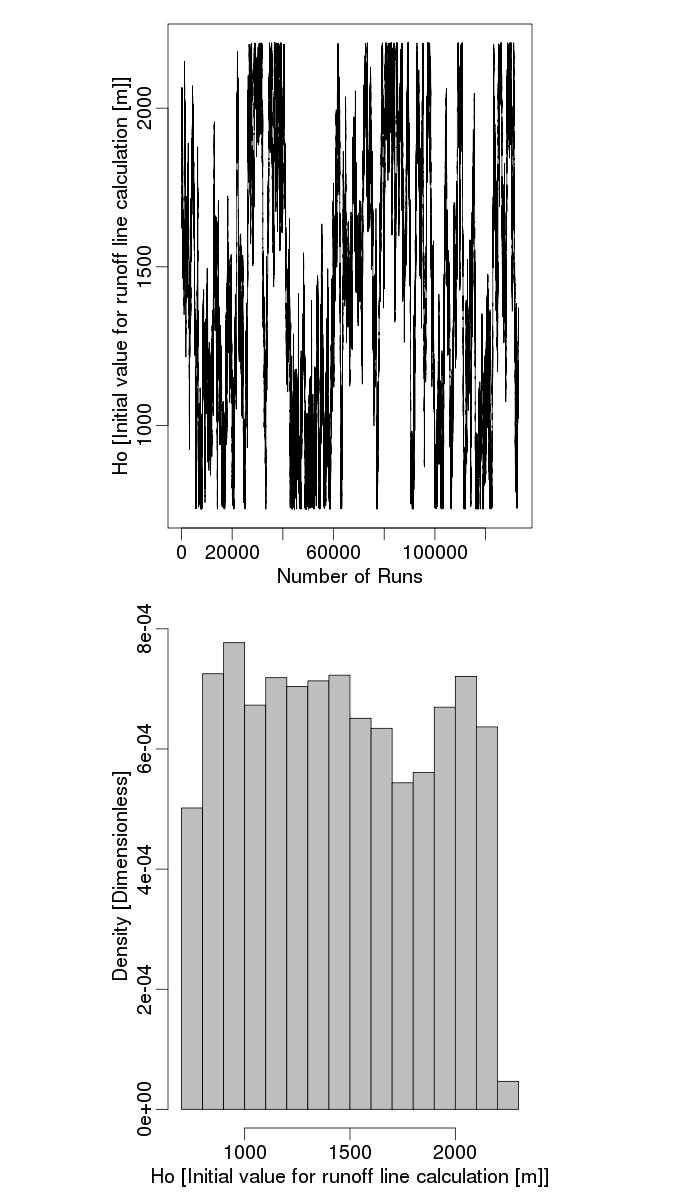 Ho [Initial value for runoff line calculation [m]]
2000
1500
1000
0 20000 60000 100000
Number of Runs
Density [Dimensionless]
8e-04
6e-04
4e-04
2e-04
0e+00
1000 1500 2000
Ho [Initial value for runoff line calculation [m]]